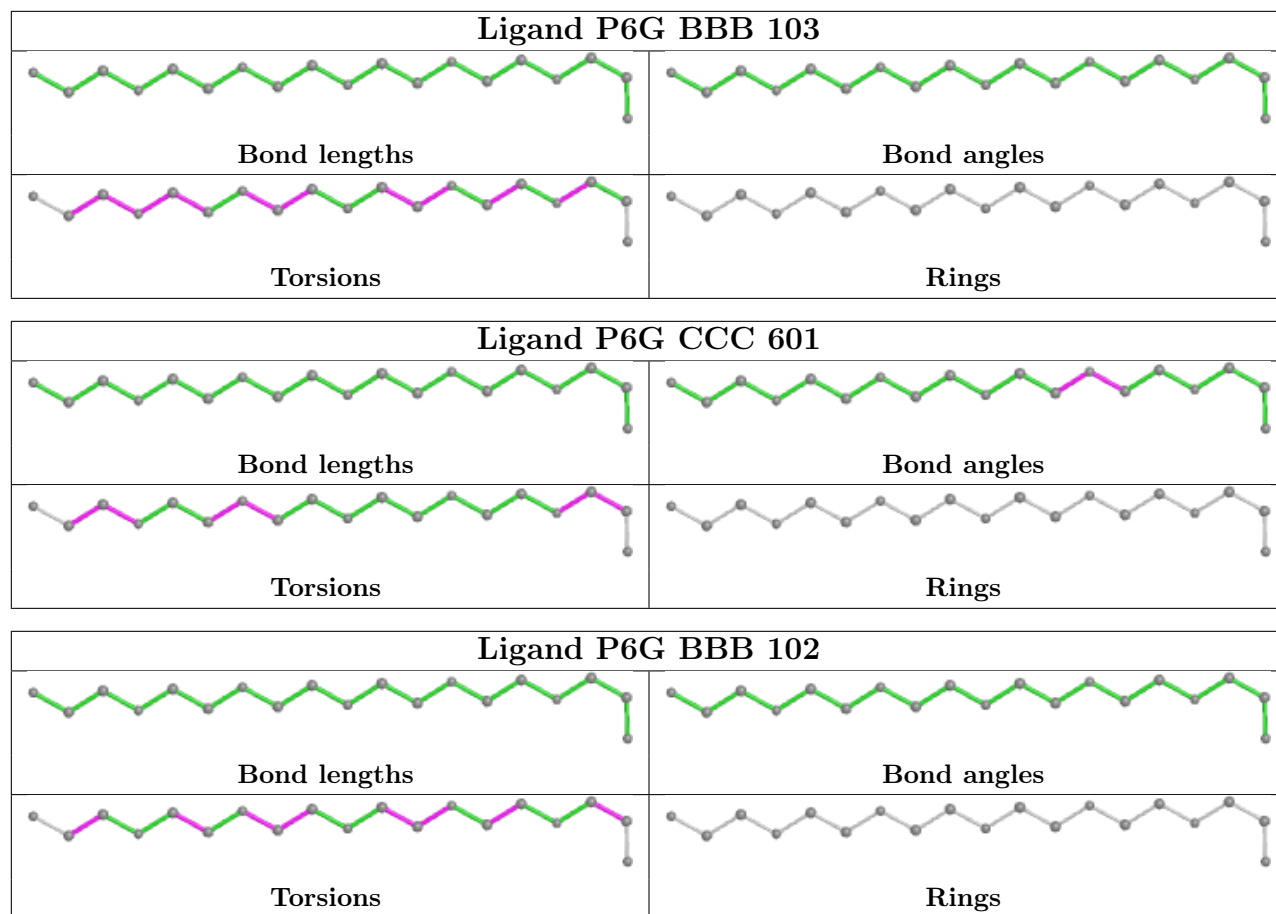 Ligand P6G BBB 103
Bond lengths Bond angles
Torsions Rings
Ligand P6G CCC 601
Bond lengths Bond angles
Torsions Rings
Ligand P6G BBB 102
Bond lengths Bond angles
Torsions Rings